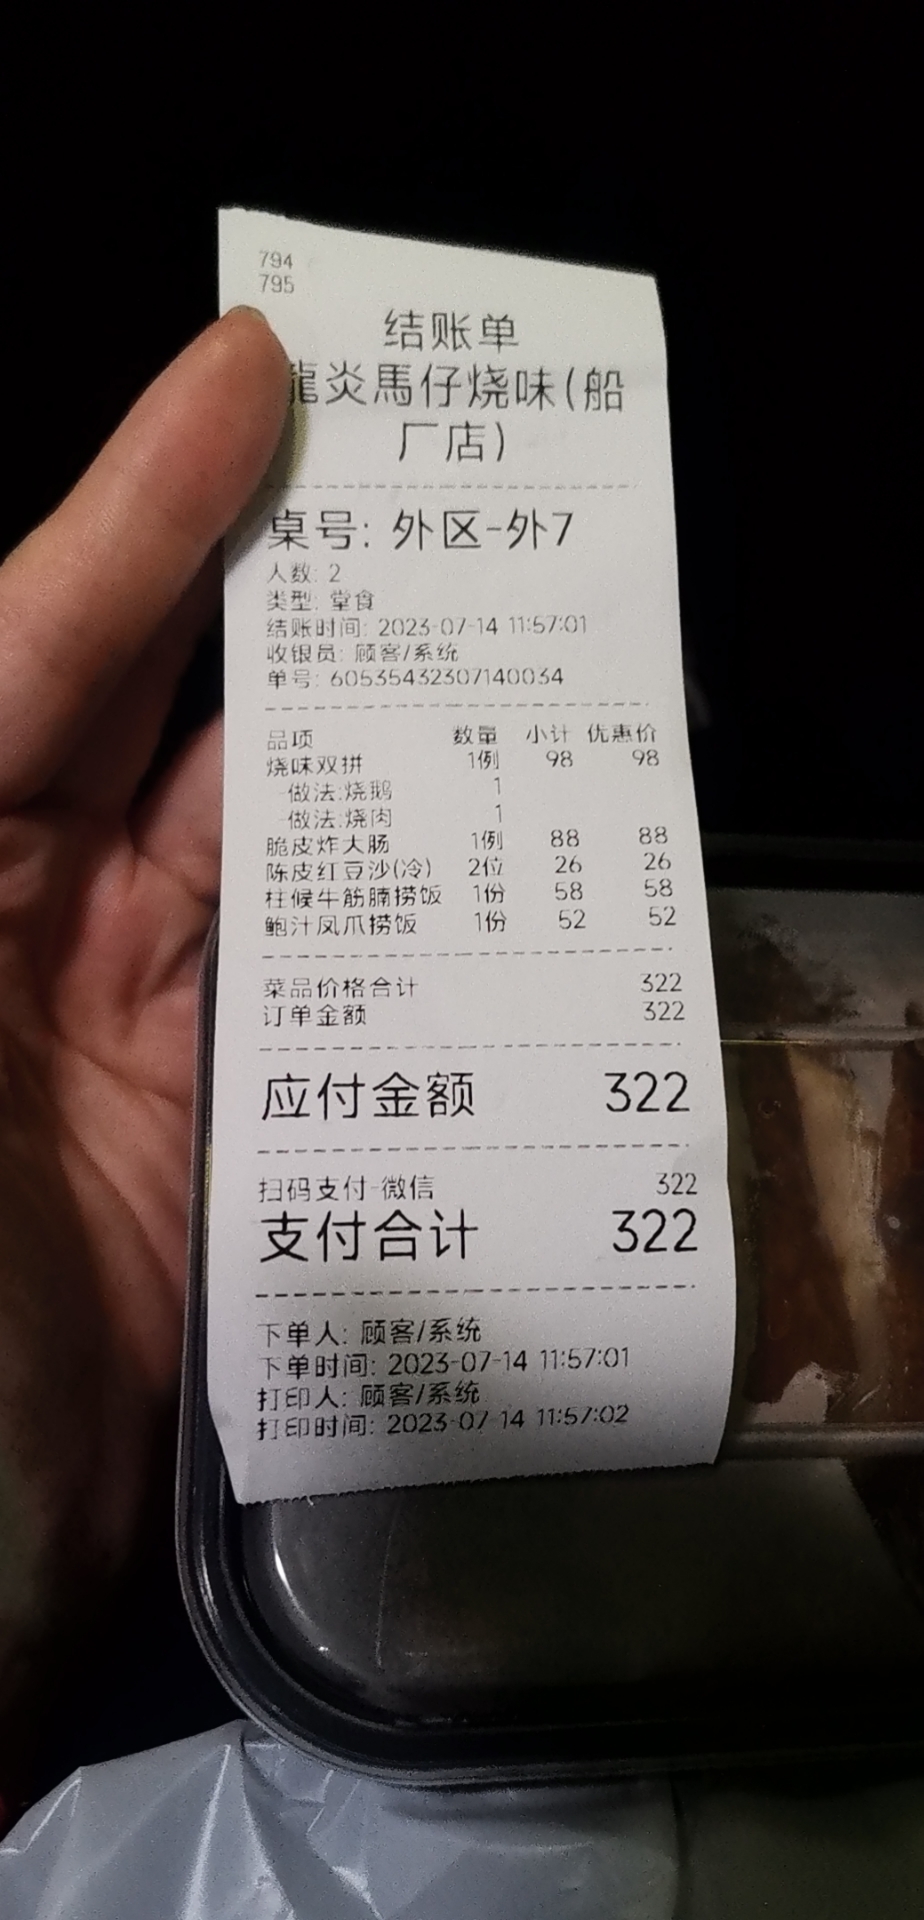 794
795
结账单
龍炎馬仔烧味(船
厂店)
桌号: 外区-外7
人数: 2
类型: 堂食
结账时间: 2023-07-14 11:57:01
收银员: 顾客/系统
单号: 605354432307140034
品项 数量 小计 优惠价
烧味双拼 1例 98 98
-做法:烧鹅 1
-做法:烧肉 1
脆皮炸大肠 1例 88 88
陈皮红豆沙(冷) 2位 26 26
柱候牛筋腩捞饭 1份 58 58
鲍汁凤爪捞饭 1份 52 52
菜品价格合计 322
订单金额 322
应付金额 322
扫码支付-微信 322
支付合计 322
下单人: 顾客/系统
下单时间: 2023-07-14 11:57:01
打印人: 顾客/系统
打印时间: 2023-07-14 11:57:02